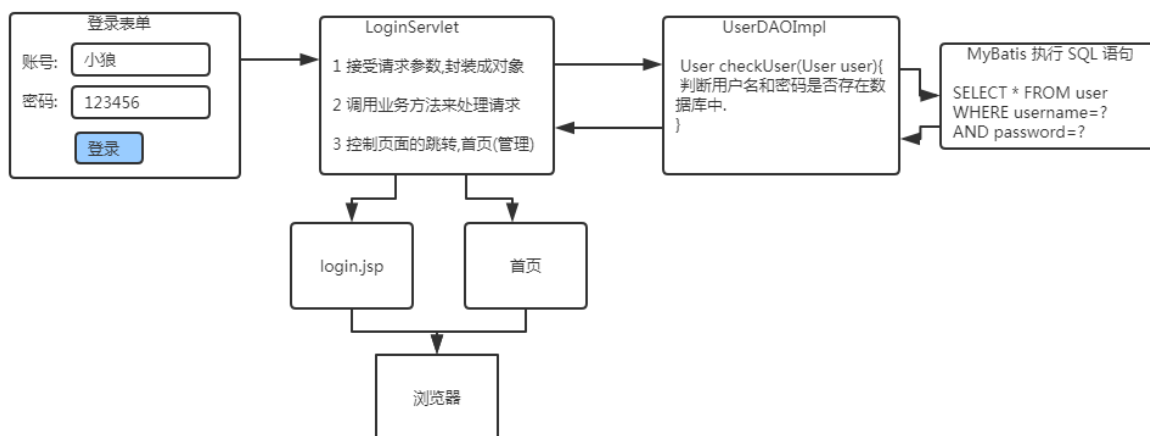 登录表单
账号:
小狼
密码:
123456
登录
LoginServlet
1 接受请求参数,封装成对象
2 调用业务方法来处理请求
3 控制页面的跳转,首页(管理)
UserDAOImpl
User checkUser(User user){
判断用户名和密码是否存在数
据库中.
}
MyBatis 执行 SQL 语句
SELECT * FROM user
WHERE username=?
AND password=?
login.jsp
首页
浏览器